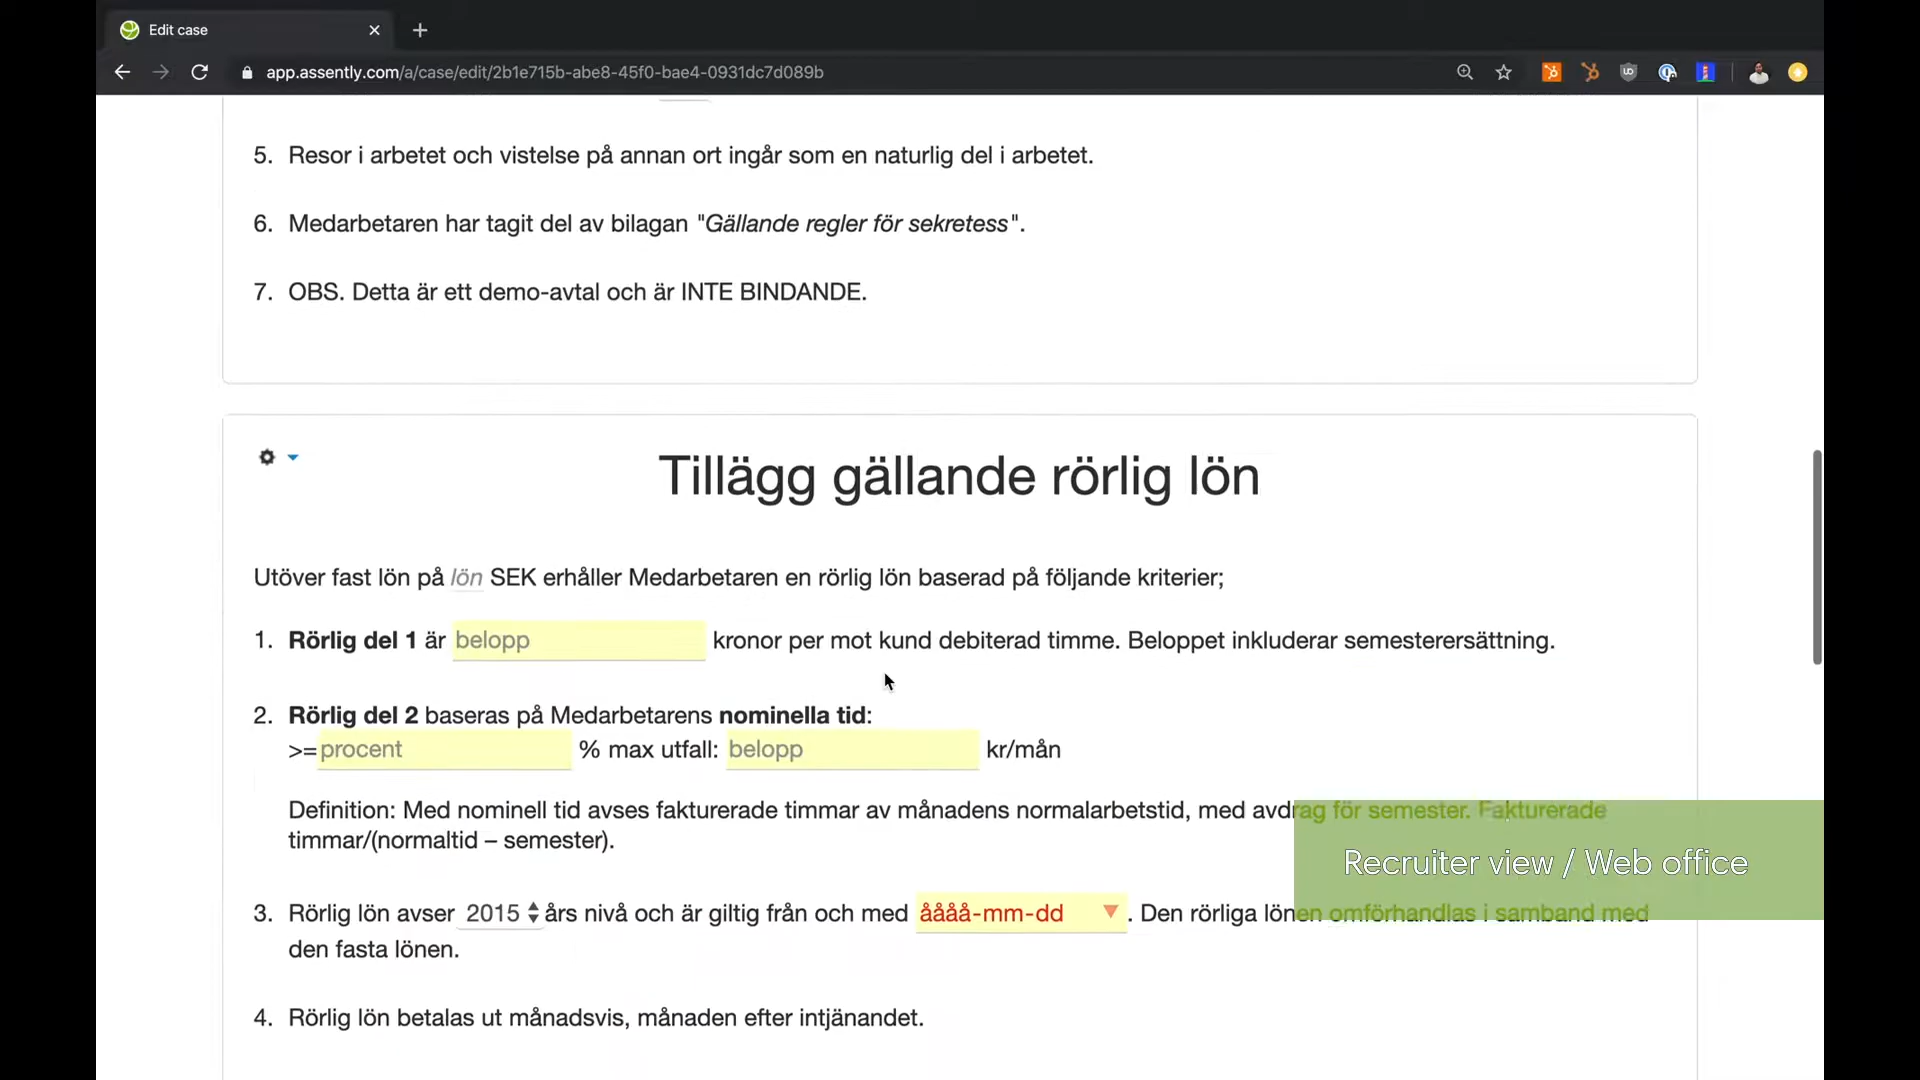 Edit case
app.assently.com/a/case/edit/2b1e715b-abe8-45f0-bae4-0931dc7d089b
5. Resor i arbetet och vistelse på annan ort ingår som en naturlig del i arbetet.
6. Medarbetaren har tagit del av bilagan "Gällande regler för sekretess".
7. OBS. Detta är ett demo-avtal och är INTE BINDANDE.
Tillägg gällande rörlig lön
Utöver fast lön på lön SEK erhåller Medarbetaren en rörlig lön baserad på följande kriterier;
1. Rörlig del 1 är belopp kronor per mot kund debiterad timme. Beloppet inkluderar semesterersättning.
2. Rörlig del 2 baseras på Medarbetarens nominella tid:
>=procent % max utfall: belopp kr/mån
Definition: Med nominell tid avses fakturerade timmar av månadens normalarbetstid, med avdrag för semester. Fakturerade
timmar/(normaltid – semester).
Recruiter view / Web office
3. Rörlig lön avser 2015 års nivå och är giltig från och med åååå-mm-dd . Den rörliga lönen omförhandlas i samband med
den fasta lönen.
4. Rörlig lön betalas ut månadsvis, månaden efter intjänandet.